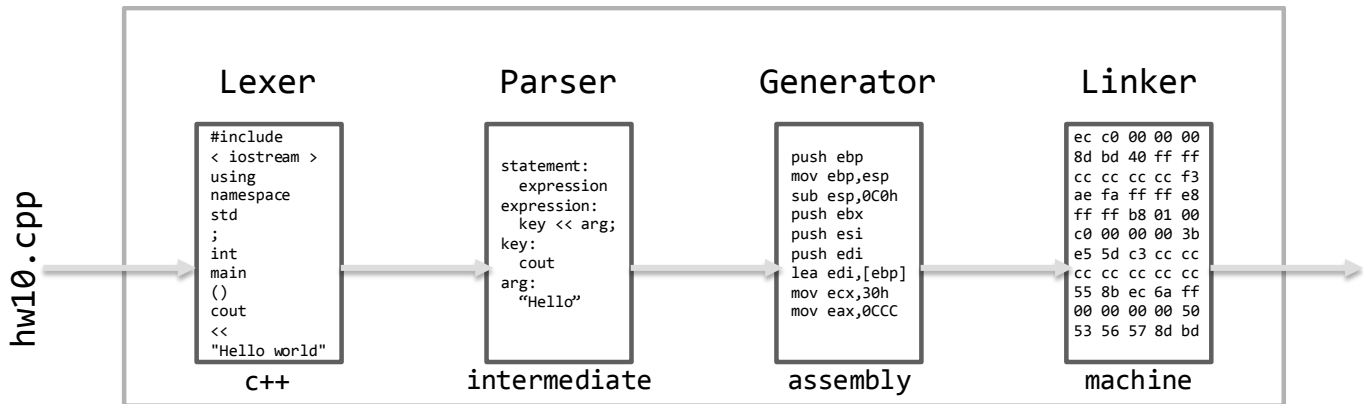 hw10.cpp
Lexer
#include
< iostream >
using
namespace
std
;
int
main
()
cout
<<
"Hello world"
c++
Parser
statement:
expression
expression:
key << arg;
key:
cout
arg:
“Hello”
intermediate
Generator
push ebp
mov ebp,esp
sub esp,0C0h
push ebx
push esi
push edi
lea edi,[ebp]
mov ecx,30h
mov eax,0CCC
assembly
Linker
ec c0 00 00 00
8d bd 40 ff ff
cc cc cc cc f3
ae fa ff ff e8
ff ff b8 01 00
c0 00 00 00 3b
e5 5d c3 cc cc
cc cc cc cc cc
55 8b ec 6a ff
00 00 00 00 50
53 56 57 8d bd
machine